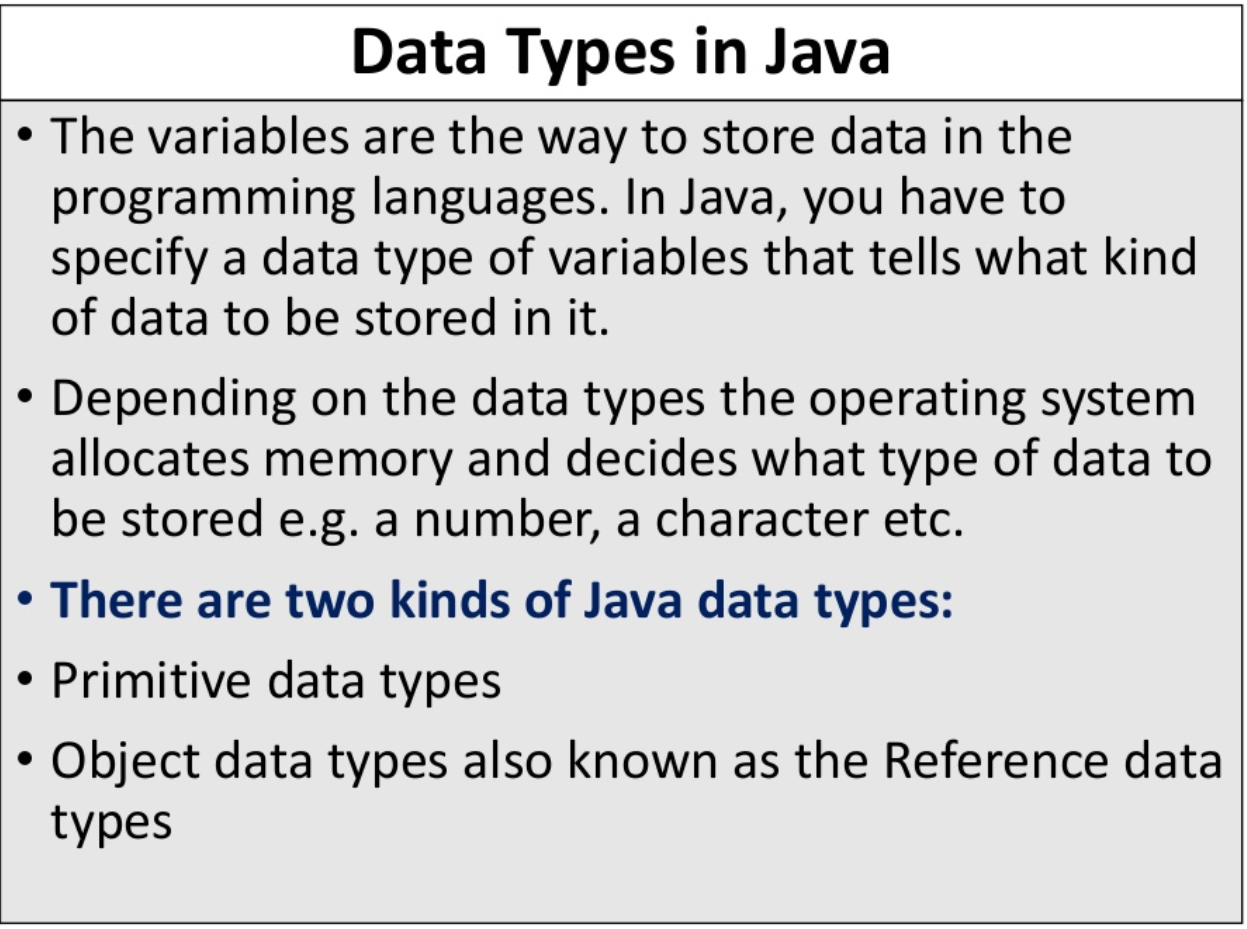 Data Types in Java
• The variables are the way to store data in the
programming languages. In Java, you have to
specify a data type of variables that tells what kind
of data to be stored in it.
• Depending on the data types the operating system
allocates memory and decides what type of data to
be stored e.g. a number, a character etc.
• There are two kinds of Java data types:
• Primitive data types
• Object data types also known as the Reference data
types